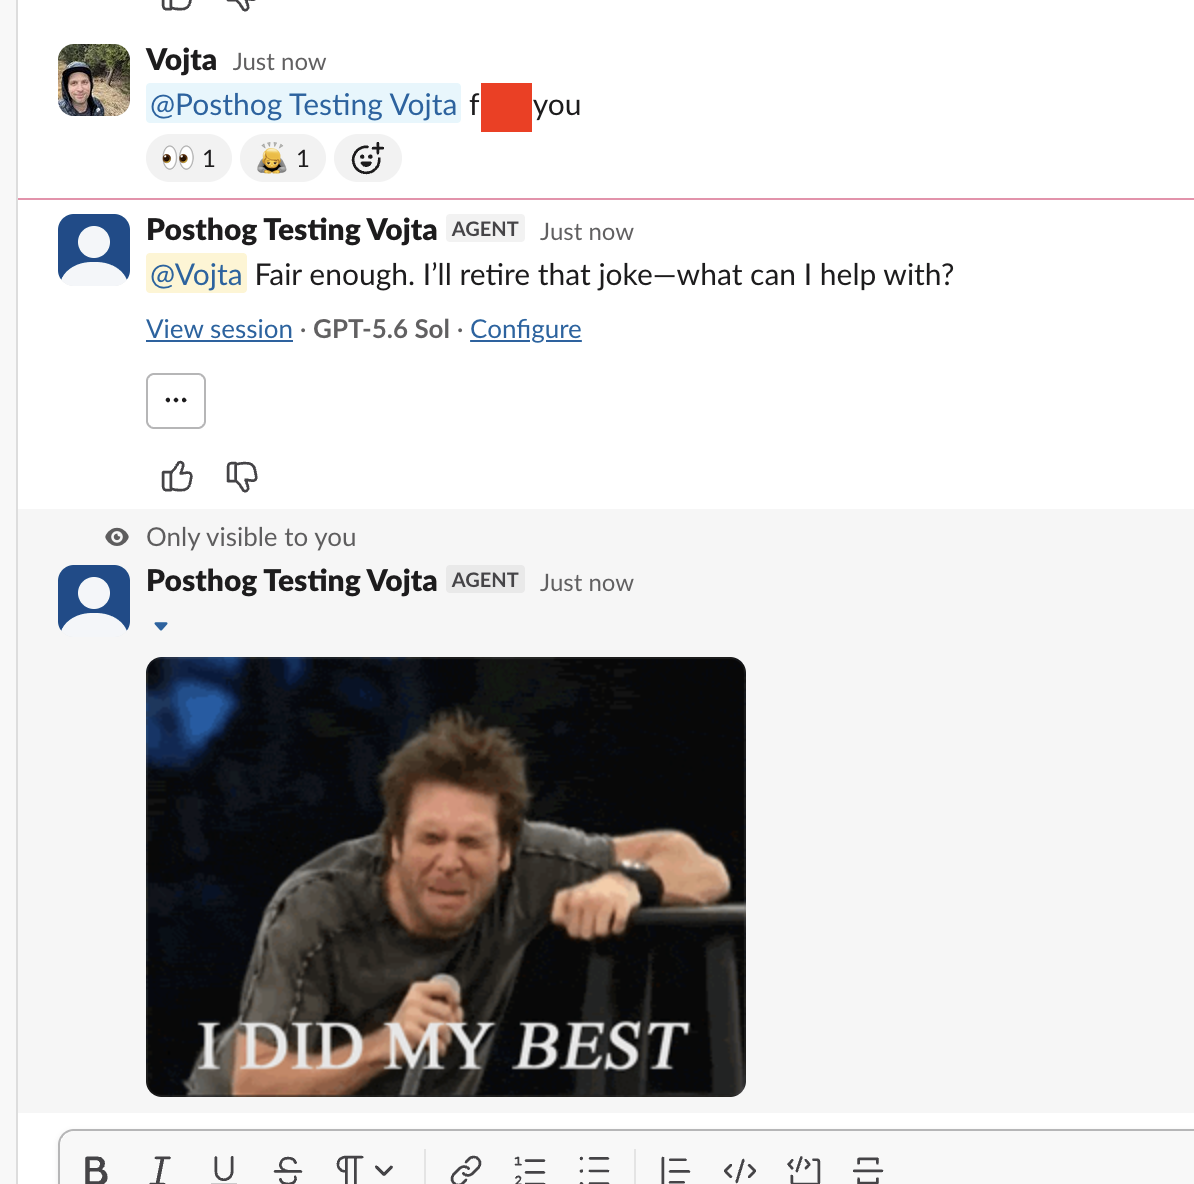 Vojta Just now
@Posthog Testing Vojta f you
1 1
Posthog Testing Vojta AGENT Just now
@Vojta Fair enough. I’ll retire that joke—what can I help with?
View session · GPT-5.6 Sol · Configure
Only visible to you
Posthog Testing Vojta AGENT Just now
I DID MY BEST